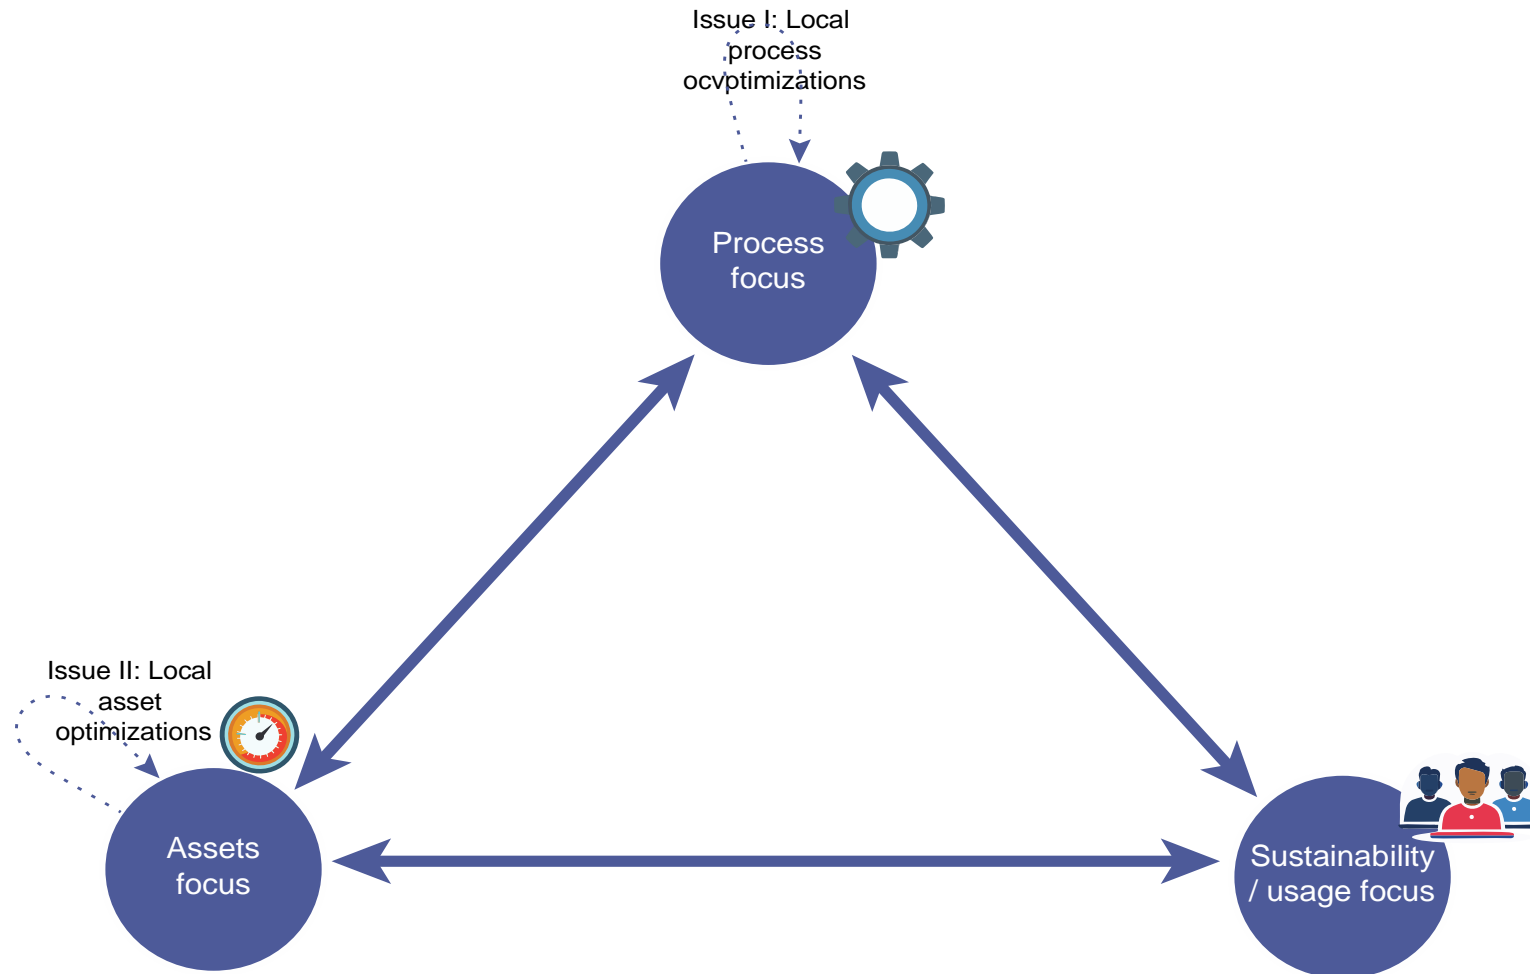 Issue I: Local
process
ocvptimizations
Process
focus
Issue II: Local
asset
optimizations
Assets
focus
Sustainability
/ usage focus